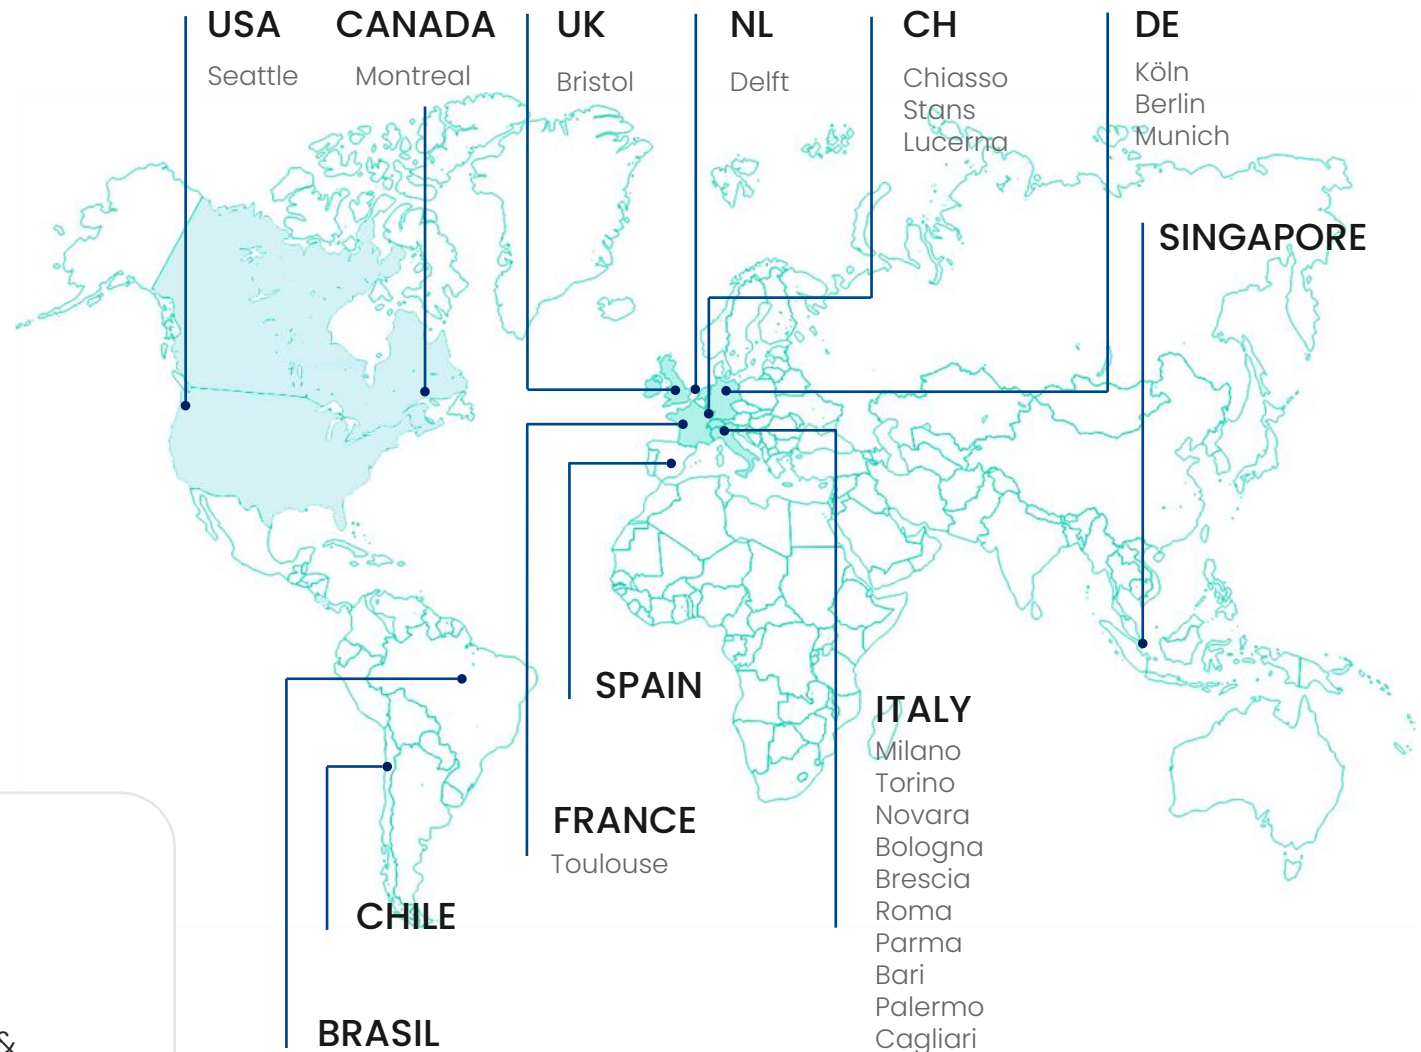 USA
Seattle
CANADA
Montreal
UK
Bristol
NL
Delft
CH
Chiasso
Stans
Lucerna
DE
Köln
Berlin
Munich
SINGAPORE
SPAIN
ITALY
Milano
Torino
Novara
Bologna
Brescia
Roma
Parma
Bari
Palermo
Cagliari
FRANCE
Toulouse
CHILE
BRASIL
&